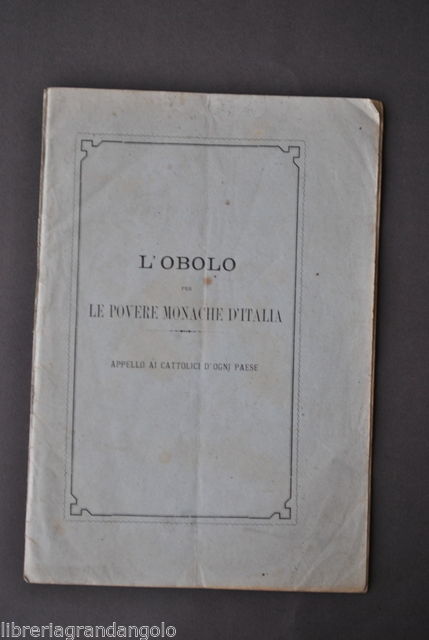 L'OBOLO
PER
LE POVERE MONACHE D'ITALIA
APPELLO AI CATTOLICI D'OGNI PAESE
libreriagrandangolo